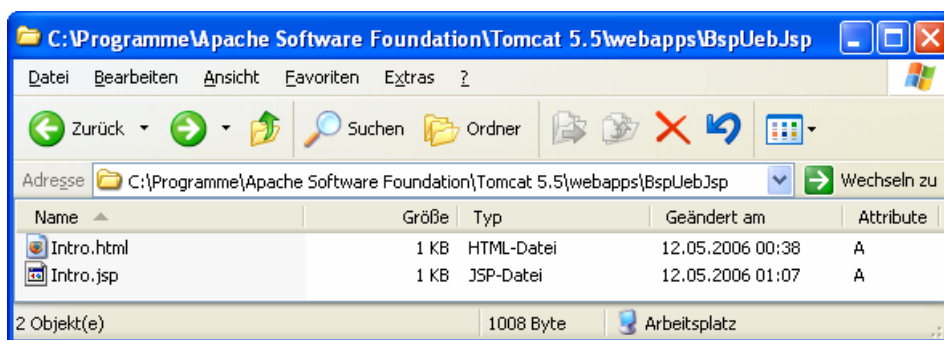 C:\Programme\Apache Software Foundation\Tomcat 5.5\webapps\BspUebJsp
Datei Bearbeiten Ansicht Favoriten Extras ?
Zurück Suchen Ordner
Adresse C:\Programme\Apache Software Foundation\Tomcat 5.5\webapps\BspUebJsp Wechseln zu
Name Größe Typ Geändert am Attribute
Intro.html 1 KB HTML-Datei 12.05.2006 00:38 A
Intro.jsp 1 KB JSP-Datei 12.05.2006 01:07 A
2 Objekt(e) 1008 Byte Arbeitsplatz